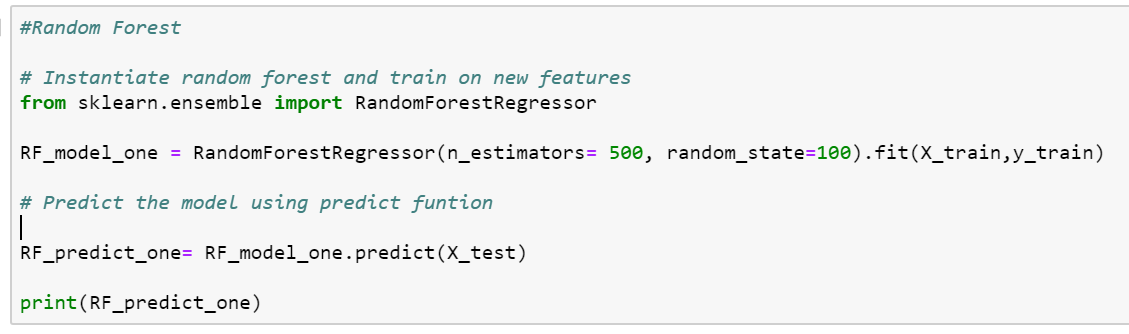 #Random Forest
# Instantiate random forest and train on new features
from sklearn.ensemble import RandomForestRegressor
RF_model_one = RandomForestRegressor(n_estimators= 500, random_state=100).fit(X_train,y_train)
# Predict the model using predict funtion
RF_predict_one= RF_model_one.predict(X_test)
print(RF_predict_one)